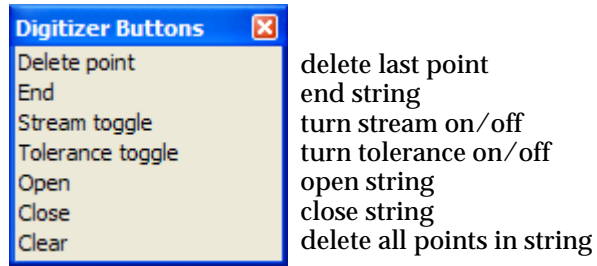 Digitizer Buttons
Delete point delete last point
End end string
Stream toggle turn stream on/off
Tolerance toggle turn tolerance on/off
Open open string
Close close string
Clear delete all points in string